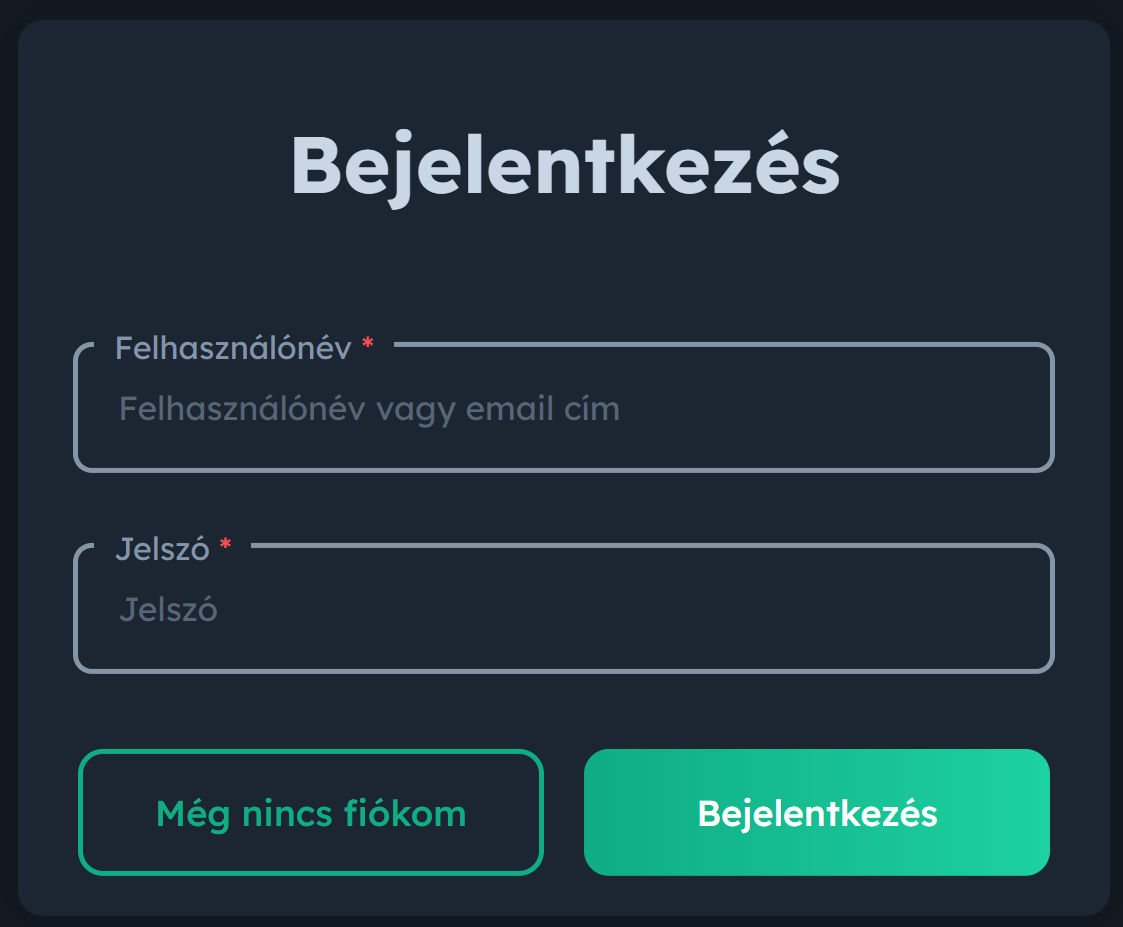 Bejelentkezés
Felhasználónév *
Felhasználónév vagy email cím
Jelszó *
Jelszó
Még nincs fiókom
Bejelentkezés